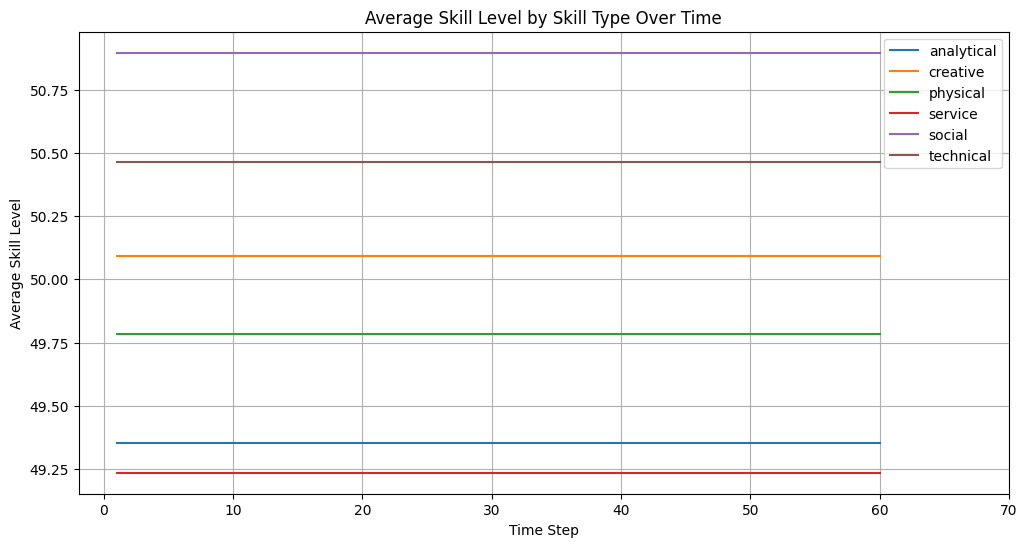 Average Skill Level by Skill Type Over Time
analytical
creative
physical
service
social
technical
50.75
50.50
50.25
50.00
49.75
49.50
49.25
Average Skill Level
0 10 20 30 40 50 60 70
Time Step